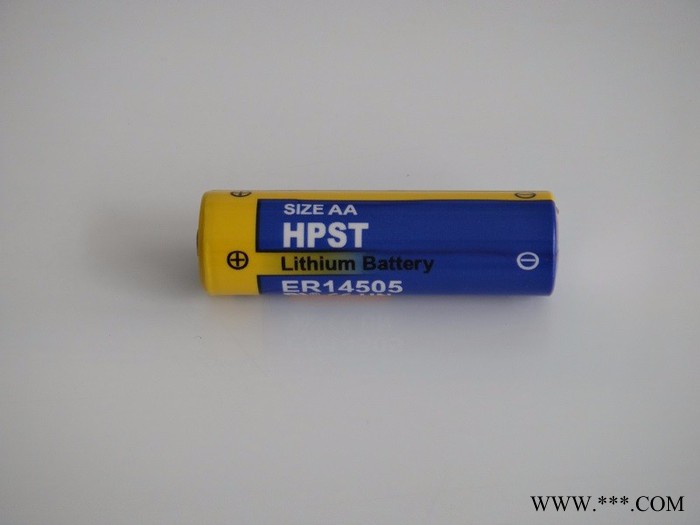 SIZE AA
HPST
Lithium Battery
ER14505
WWW.***.COM